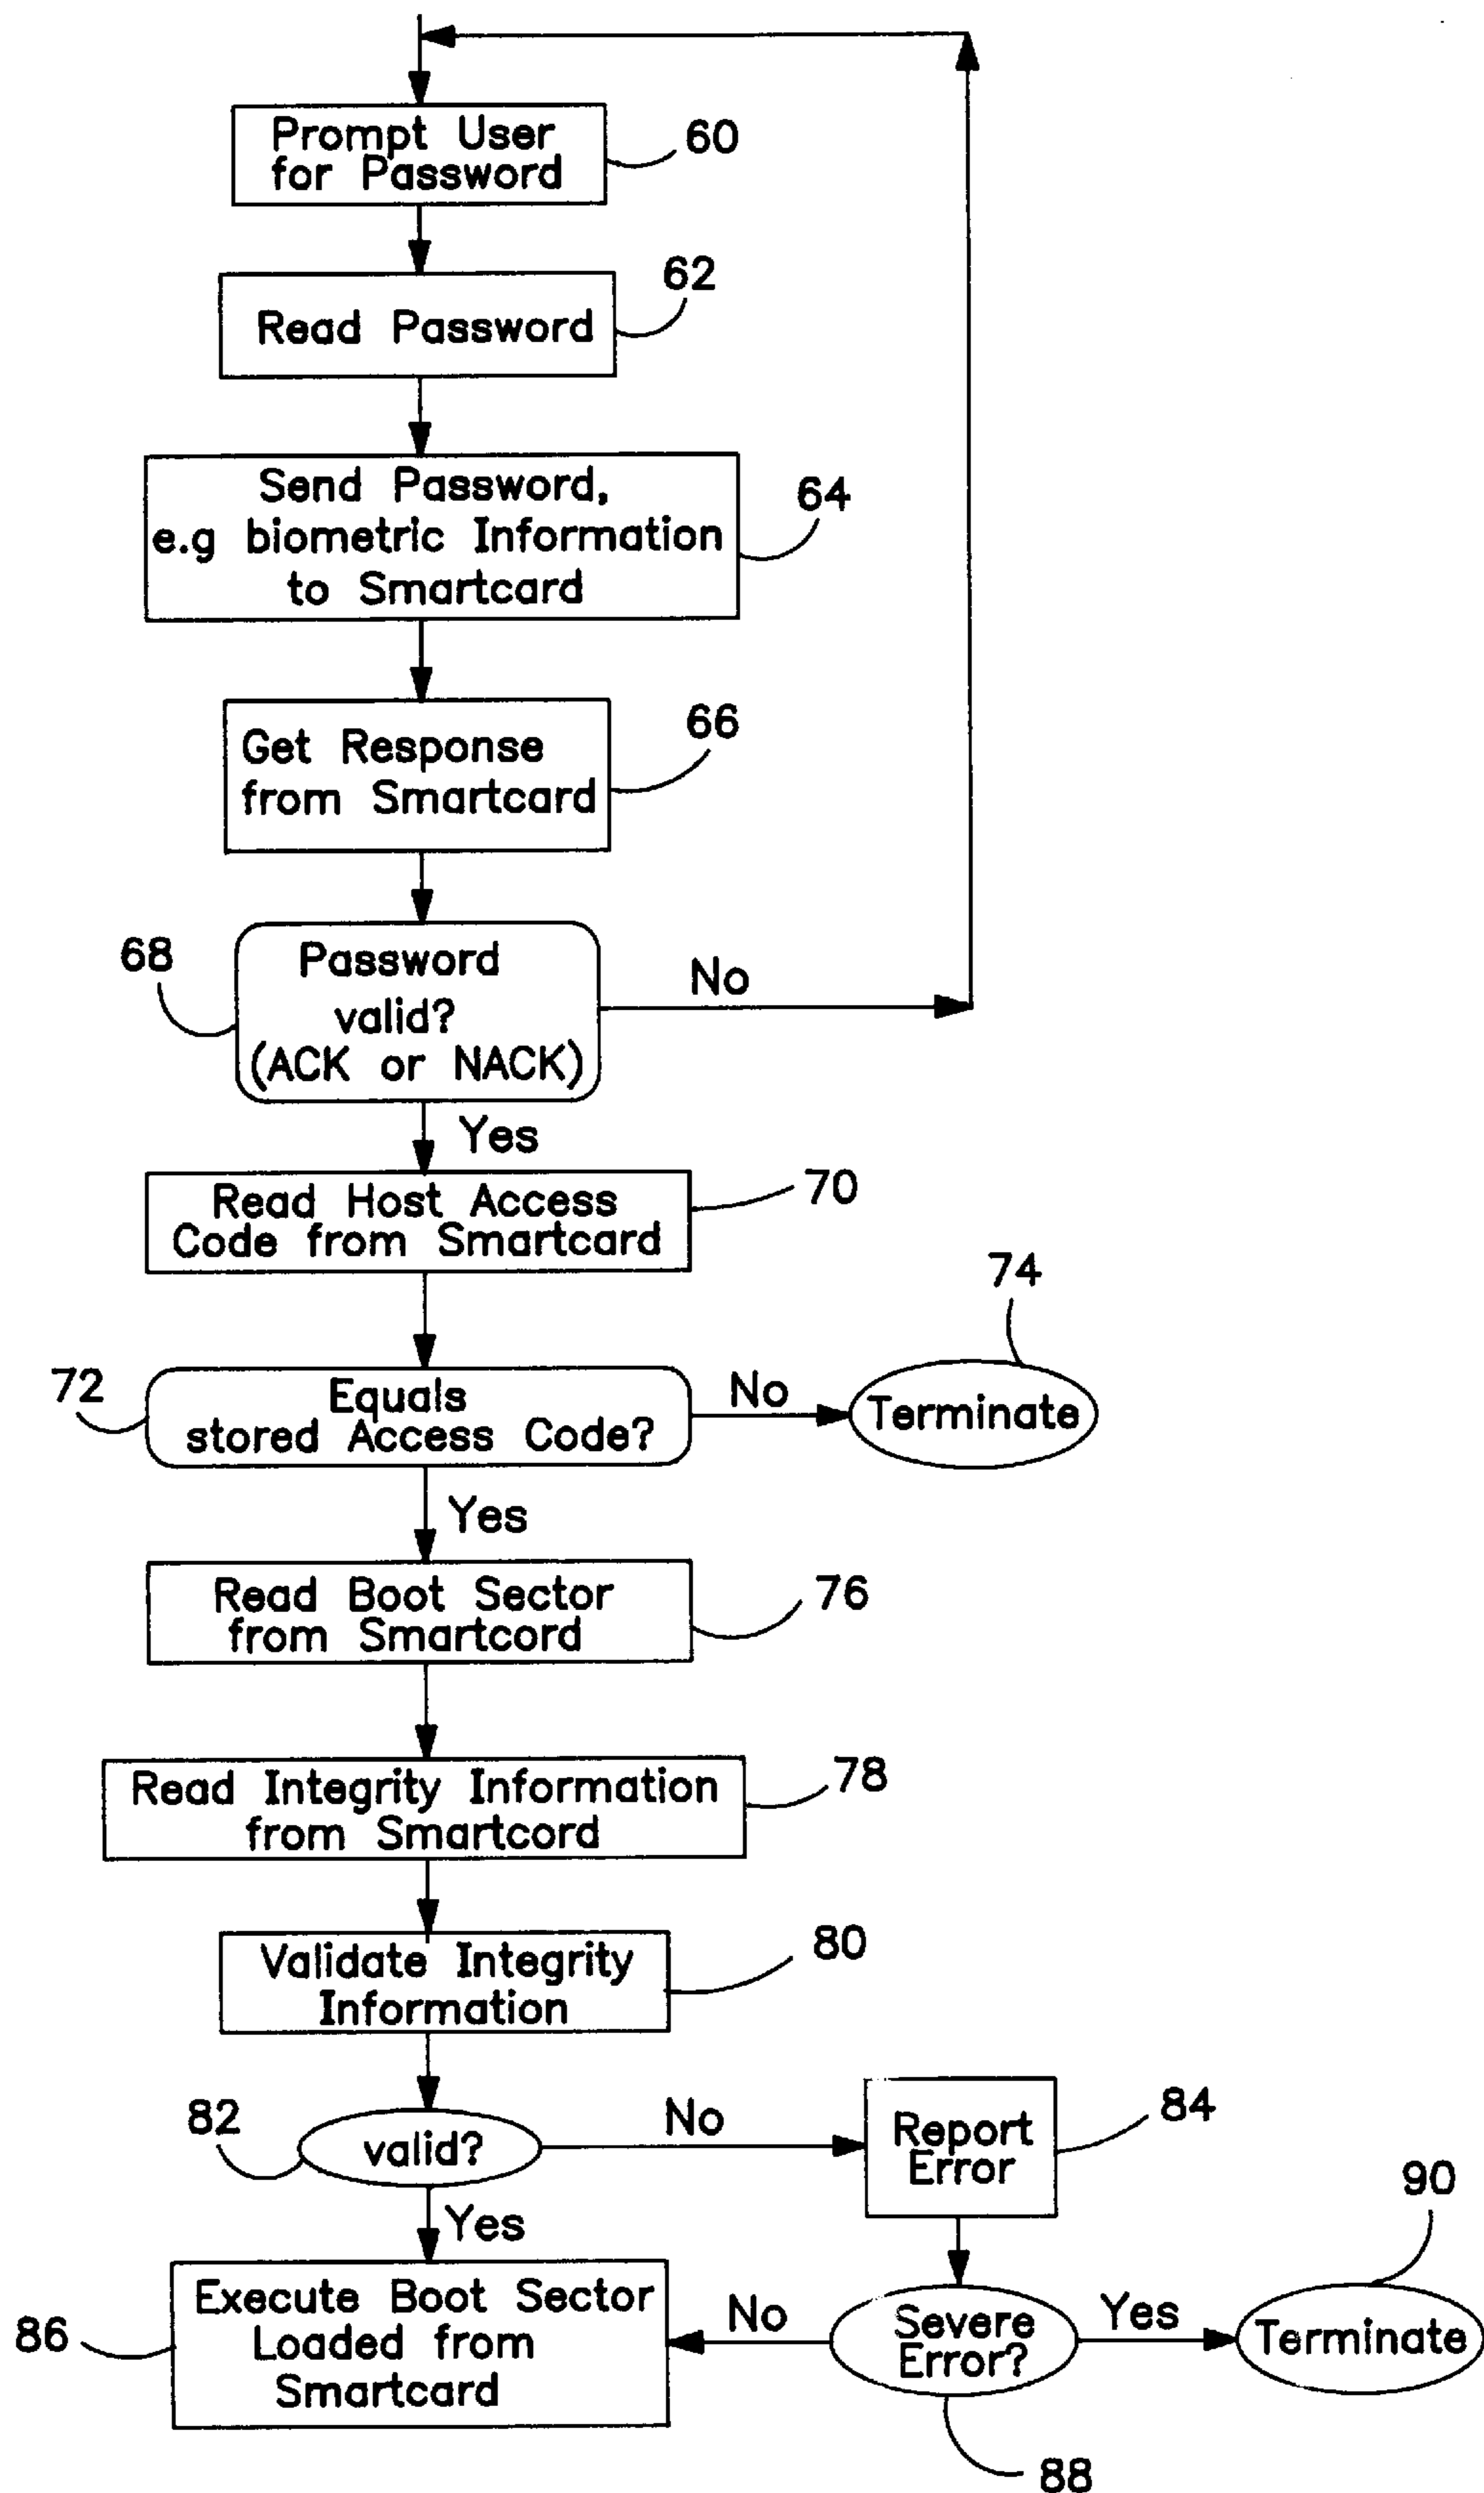 Prompt User
for Password
60
Read Password
62
Send Password,
e.g biometric Information
to Smartcard
64
Get Response
from Smartcard
66
68
Password
valid?
(ACK or NACK)
No
Yes
Read Host Access
Code from Smartcard
70
72
Equals
stored Access Code?
No
Terminate
74
Yes
Read Boot Sector
from Smartcord
76
Read Integrity Information
from Smartcord
78
Validate Integrity
Information
80
82
valid?
No
Report
Error
84
Yes
86
Execute Boot Sector
Loaded from
Smartcard
No
Severe
Error?
88
Yes
Terminate
90